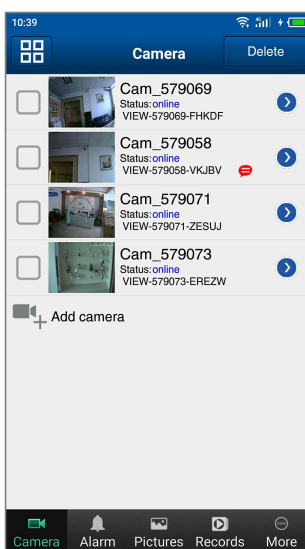 10:39
Camera
Delete
Cam_579069
Status:online
VIEW-579069-FHKDF
Cam_579058
Status:online
VIEW-579058-VKJBV
Cam_579071
Status:online
VIEW-579071-ZESUJ
Cam_579073
Status:online
VIEW-579073-EREZW
Add camera
Camera Alarm Pictures Records More